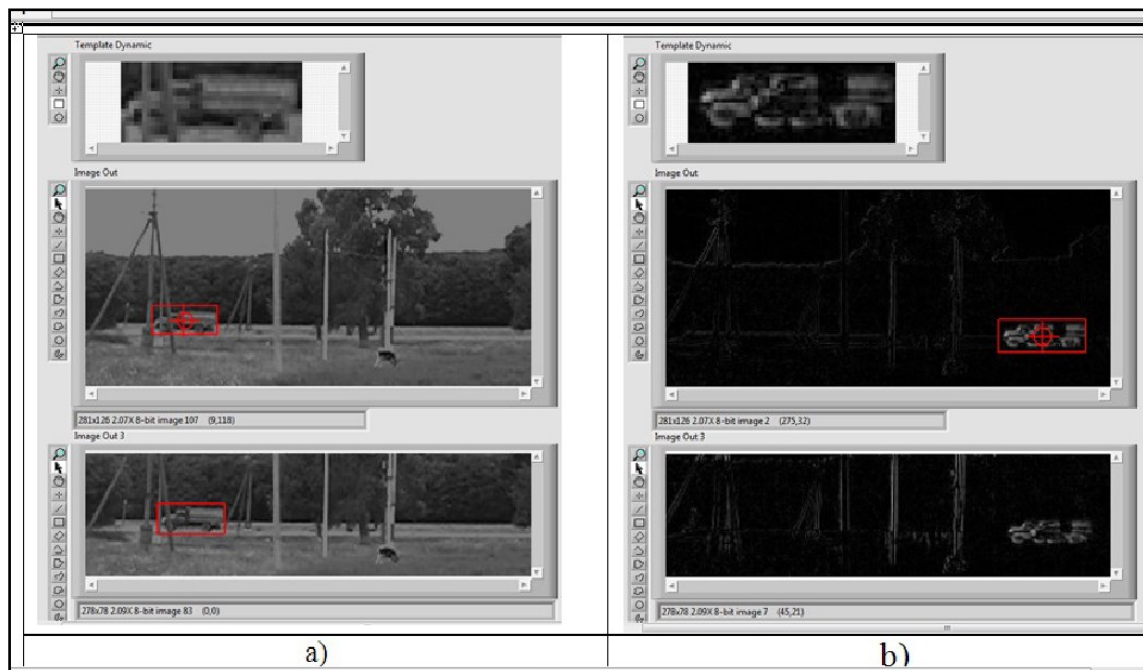 Template Dynamic
Image Out
281x126 2.07X 8-bit image 107 (9,118)
Image Out 3
278x78 2.09X 8-bit image 83 (0,0)
a)
Template Dynamic
Image Out
281x126 2.07X 8-bit image 2 (275,32)
Image Out 3
278x78 2.09X 8-bit image 7 (45,21)
b)